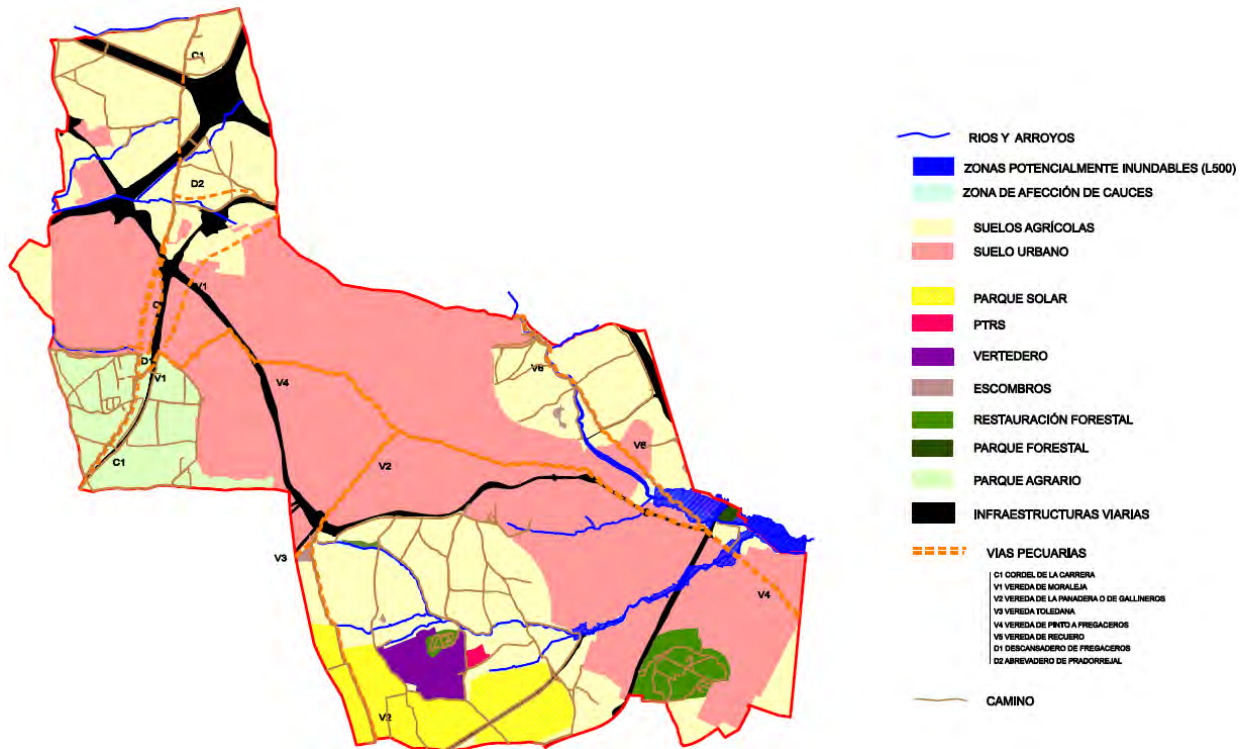 C1
D2
V1
C1
D1
V1
V4
C1
V2
V3
V2
V6
V6
V4
RIOS Y ARROYOS
ZONAS POTENCIALMENTE INUNDABLES (L500)
ZONA DE AFECCIÓN DE CAUCES
SUELOS AGRÍCOLAS
SUELO URBANO
PARQUE SOLAR
PTRS
VERTEDERO
ESCOMBROS
RESTAURACIÓN FORESTAL
PARQUE FORESTAL
PARQUE AGRARIO
INFRAESTRUCTURAS VIARIAS
VIAS PECUARIAS
C1 CORDEL DE LA CARRERA
V1 VEREDA DE MORALEJA
V2 VEREDA DE LA PANADERA O DE GALLINEROS
V3 VEREDA TOLEDANA
V4 VEREDA DE PINTO A FREGACEROS
V5 VEREDA DE RECUERO
D1 DESCANSADERO DE FREGACEROS
D2 ABREVADERO DE PRADORREJAL
CAMINO